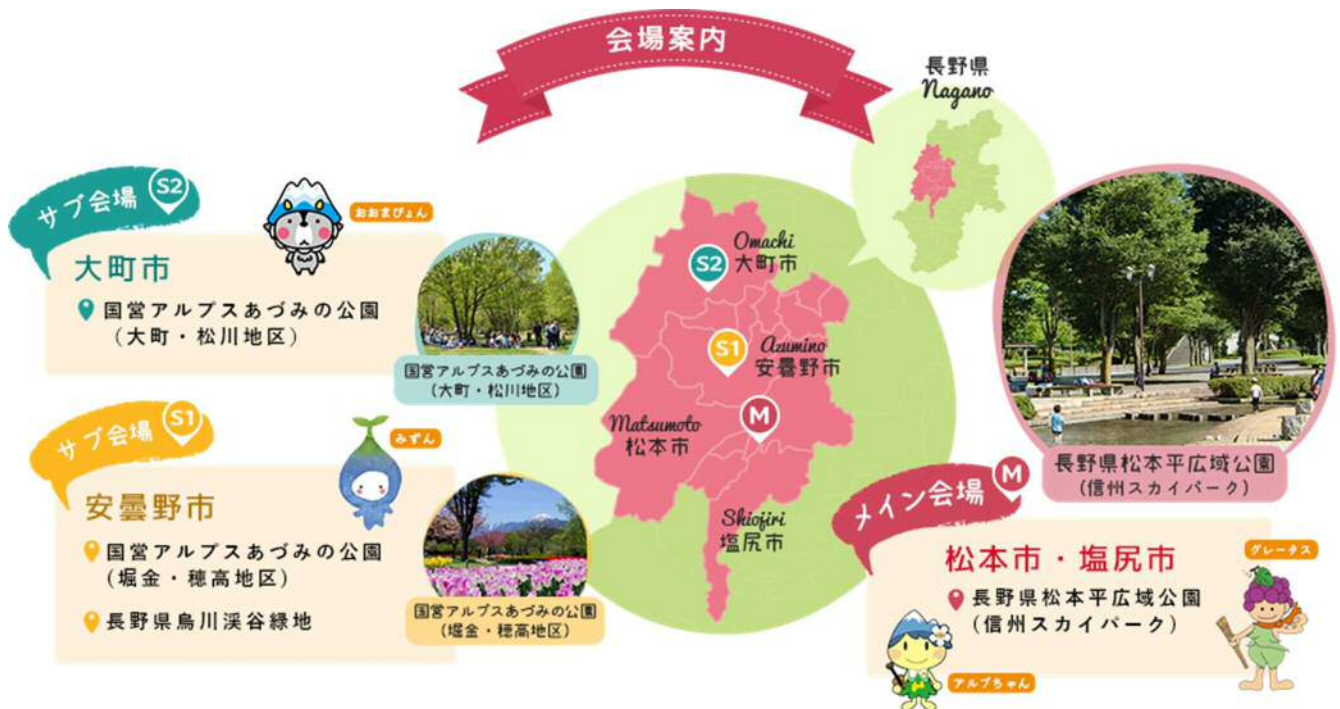 会場案内
長野県
Nagano
サブ会場 S2
おおまぴょん
大町市
国営アルプスあづみの公園
(大町・松川地区)
国営アルプスあづみの公園
(大町・松川地区)
サブ会場 S1
みずん
安曇野市
国営アルプスあづみの公園
(堀金・穂高地区)
長野県烏川渓谷緑地
国営アルプスあづみの公園
(堀金・穂高地区)
S2
Omachi
大町市
S1
Azumino
安曇野市
M
Matsumoto
松本市
Shiojiri
塩尻市
長野県松本平広域公園
(信州スカイパーク)
メイン会場 M
松本市・塩尻市
グレータス
長野県松本平広域公園
(信州スカイパーク)
アルプちゃん